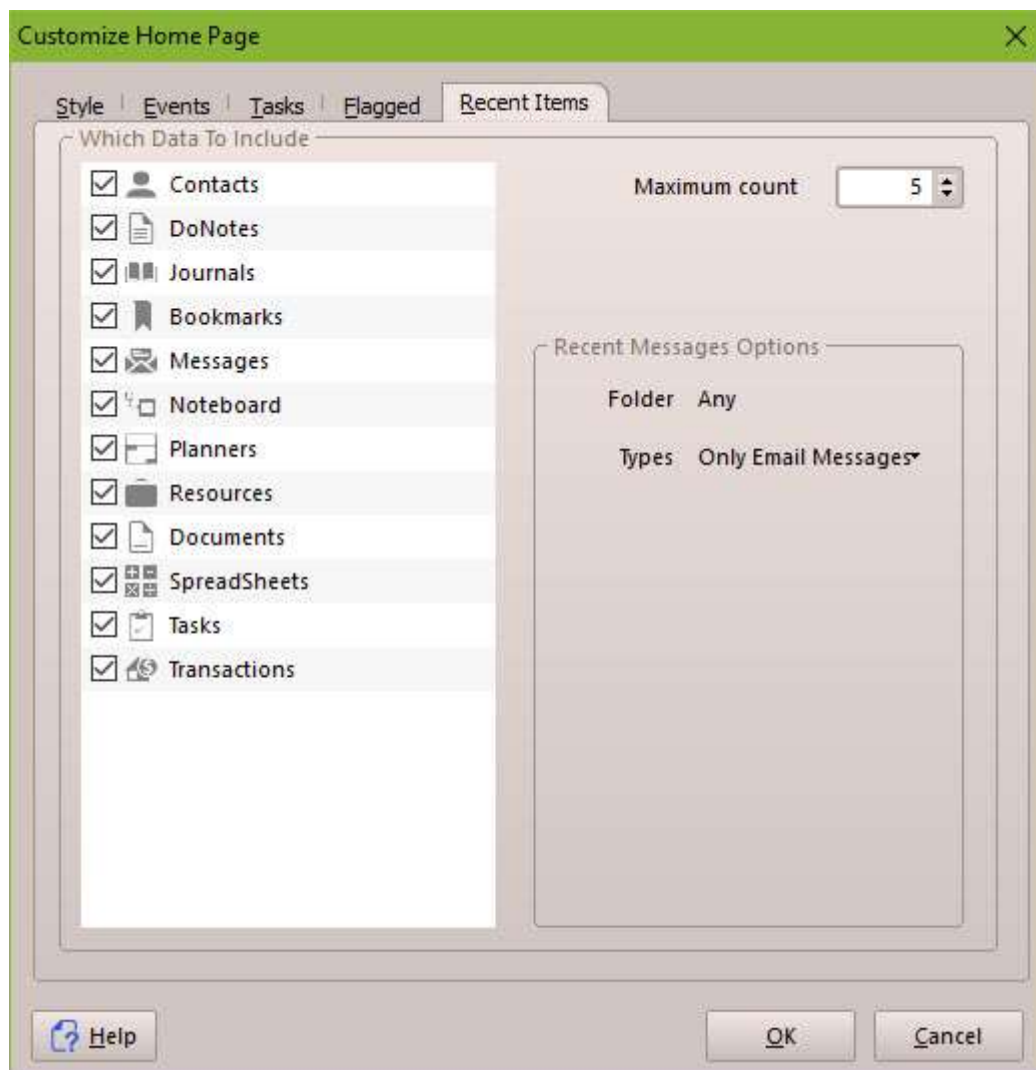 Customize Home Page
Style Events Tasks Flagged Recent Items
Which Data To Include
Contacts
DoNotes
Journals
Bookmarks
Messages
Noteboard
Planners
Resources
Documents
SpreadSheets
Tasks
Transactions
Maximum count 5
Recent Messages Options
Folder Any
Types Only Email Messages
Help OK Cancel